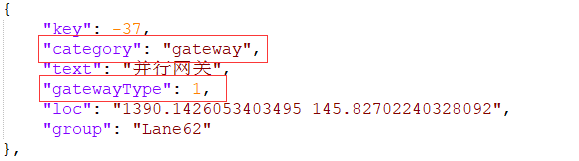 {
"key": -37,
"category": "gateway",
"text": "并行网关",
"gatewayType": 1,
"loc": "1390.1426053403495 145.82702240328092",
"group": "Lane62"
},